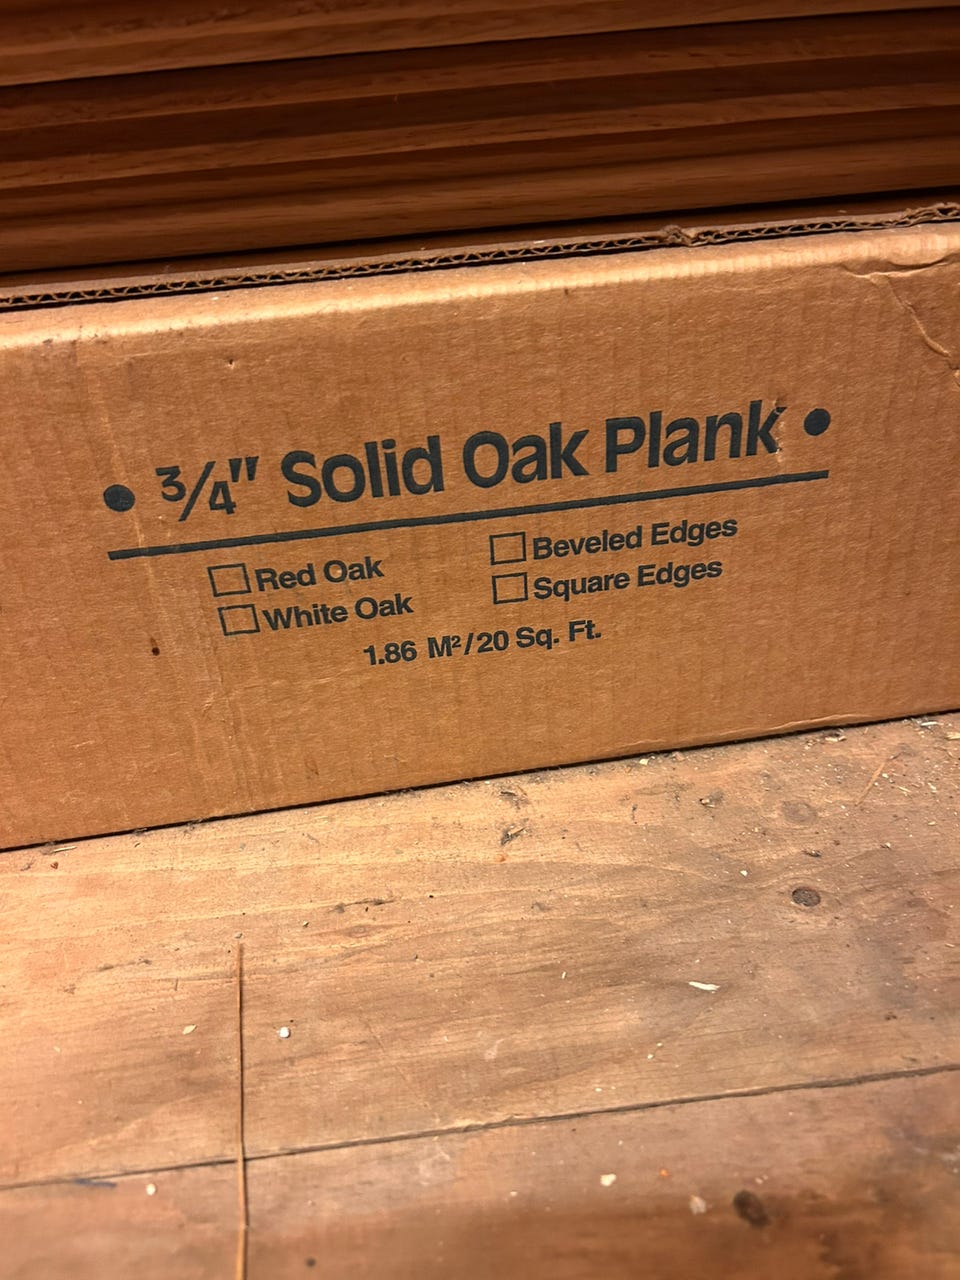 • 3/4" Solid Oak Plank •
☐ Red Oak ☐ Beveled Edges
☐ White Oak ☐ Square Edges
1.86 M²/20 Sq. Ft.